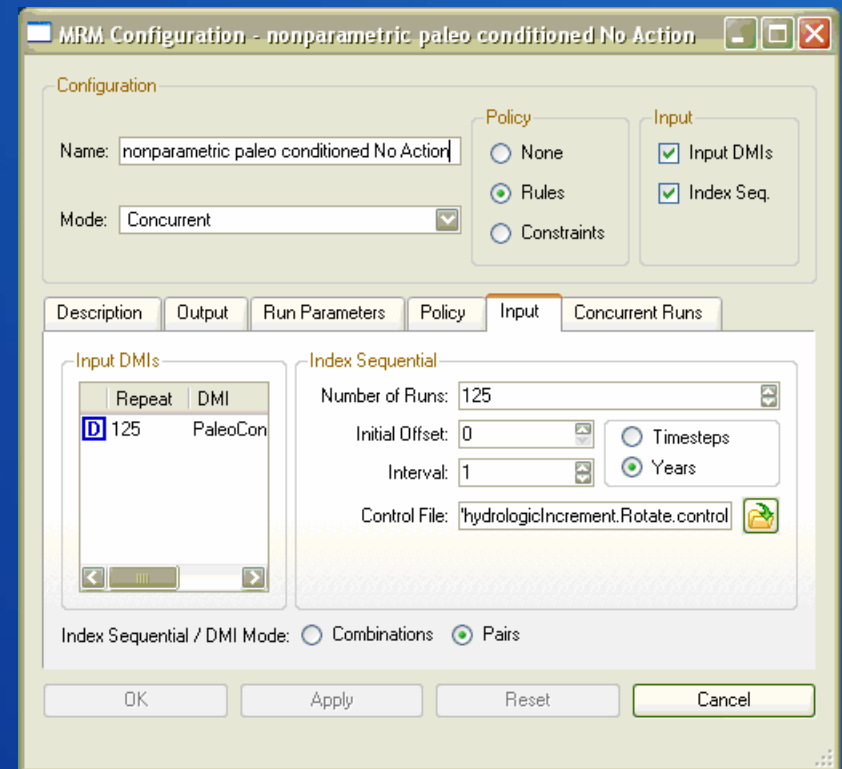 MRM Configuration - nonparametric paleo conditioned No Action
Configuration
Name: nonparametric paleo conditioned No Action
Mode: Concurrent
Policy
None
Rules
Constraints
Input
Input DMIs
Index Seq.
Description Output Run Parameters Policy Input Concurrent Runs
Input DMIs
Repeat DMI
D 125 PaleoCon
Index Sequential
Number of Runs: 125
Initial Offset: 0
Interval: 1
Timesteps
Years
Control File: 'hydrologicIncrement.Rotate.control
Index Sequential / DMI Mode: Combinations Pairs
OK Apply Reset Cancel